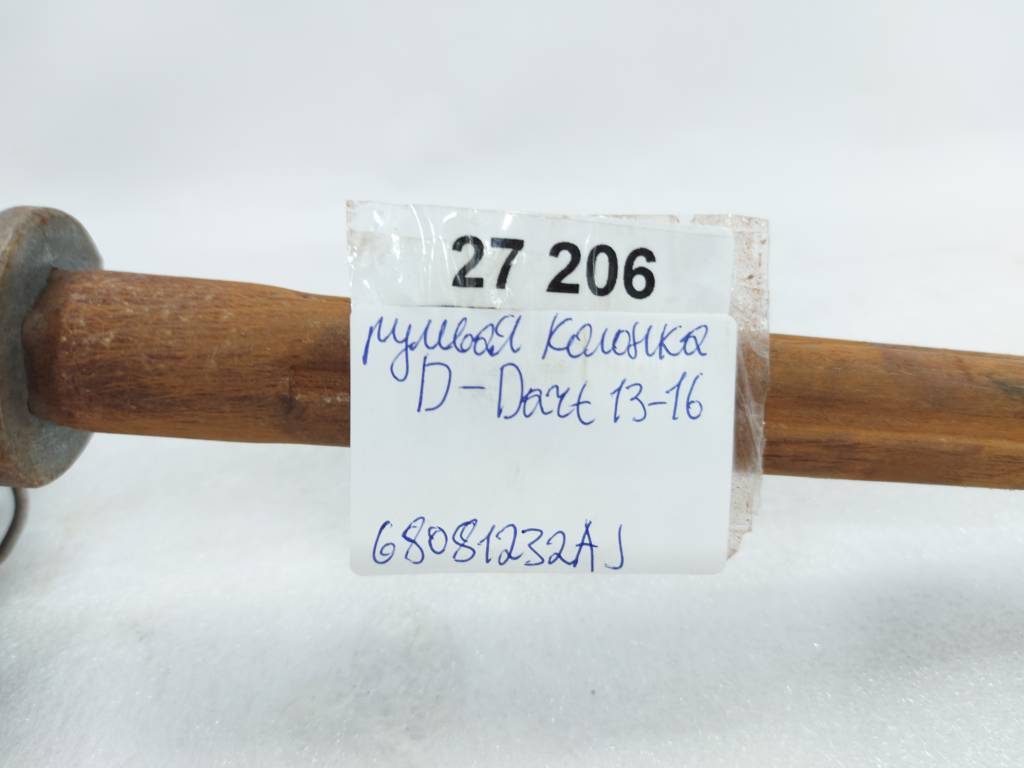 27 206
рулевая колонка
D-Dart 13-16
68081232AJ